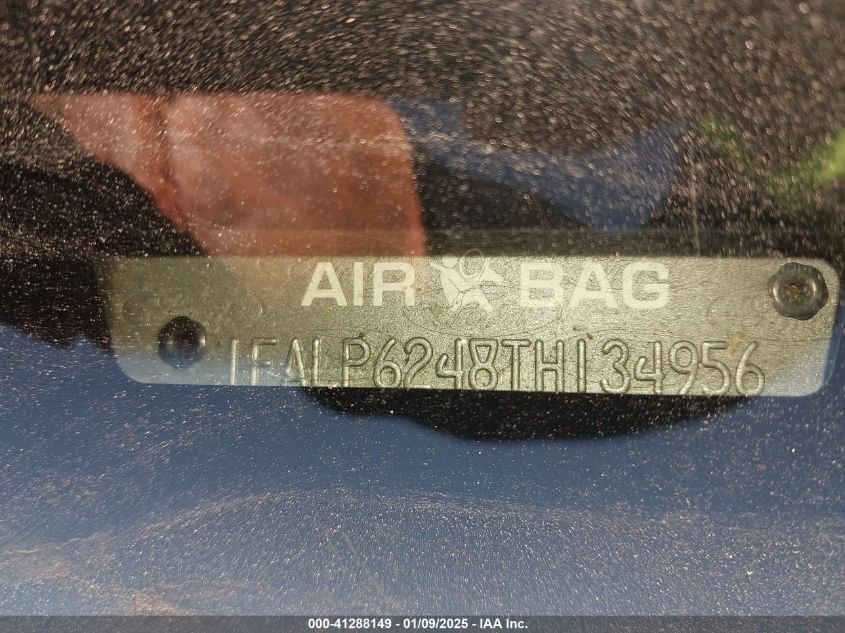 AIR BAG
1FALP6248TH134956
000-41288149 - 01/09/2025 - IAA Inc.